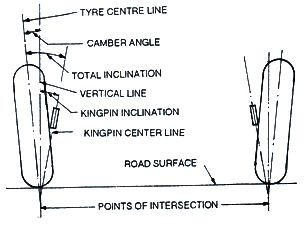 TYRE CENTRE LINE
CAMBER ANGLE
TOTAL INCLINATION
VERTICAL LINE
KINGPIN INCLINATION
KINGPIN CENTER LINE
ROAD SURFACE
POINTS OF INTERSECTION